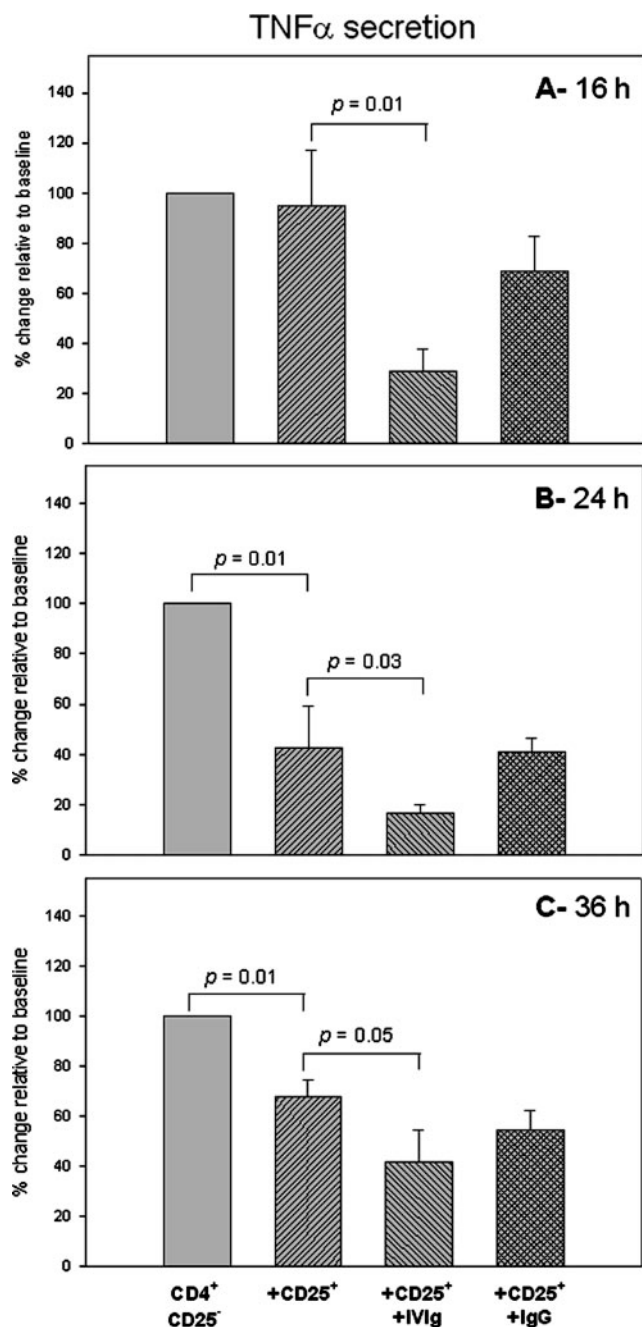 TNFα secretion
A- 16 h
% change relative to baseline
140
120
100
80
60
40
20
0
p = 0.01
B- 24 h
% change relative to baseline
140
120
100
80
60
40
20
0
p = 0.01
p = 0.03
C- 36 h
% change relative to baseline
140
120
100
80
60
40
20
0
p = 0.01
p = 0.05
CD4⁺ +CD25⁺ +CD25⁺ +CD25⁺
CD25⁻ +IVIg +IgG